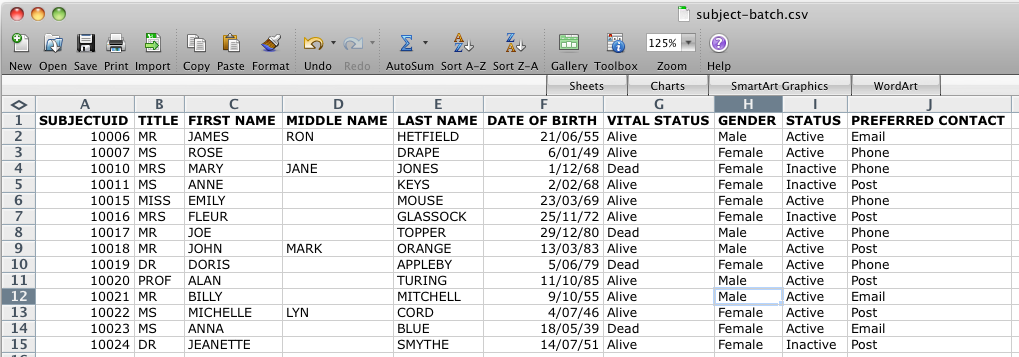 subject-batch.csv
New Open Save Print Import Copy Paste Format Undo Redo AutoSum Sort A-Z Sort Z-A Gallery Toolbox 125% Zoom Help
Sheets Charts SmartArt Graphics WordArt
A B C D E F G H I J
1 SUBJECTUID TITLE FIRST NAME MIDDLE NAME LAST NAME DATE OF BIRTH VITAL STATUS GENDER STATUS PREFERRED CONTACT
2 10006 MR JAMES RON HETFIELD 21/06/55 Alive Male Active Email
3 10007 MS ROSE DRAPE 6/01/49 Alive Female Active Phone
4 10010 MRS MARY JANE JONES 1/12/68 Dead Female Inactive Phone
5 10011 MS ANNE KEYS 2/02/68 Alive Female Inactive Post
6 10015 MISS EMILY MOUSE 23/03/69 Alive Female Active Phone
7 10016 MRS FLEUR GLASSOCK 25/11/72 Alive Female Inactive Post
8 10017 MR JOE TOPPER 29/12/80 Dead Male Active Phone
9 10018 MR JOHN MARK ORANGE 13/03/83 Alive Male Active Post
10 10019 DR DORIS APPLEBY 5/06/79 Dead Female Active Phone
11 10020 PROF ALAN TURING 11/10/85 Alive Male Active Post
12 10021 MR BILLY MITCHELL 9/10/55 Alive Male Active Email
13 10022 MS MICHELLE LYN CORD 4/07/46 Alive Female Active Post
14 10023 MS ANNA BLUE 18/05/39 Dead Female Active Email
15 10024 DR JEANETTE SMYTHE 14/07/51 Alive Female Inactive Post